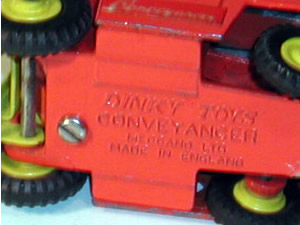 DINKY TOYS
CONVEYANCER
MECCANO LTD
MADE IN ENGLAND